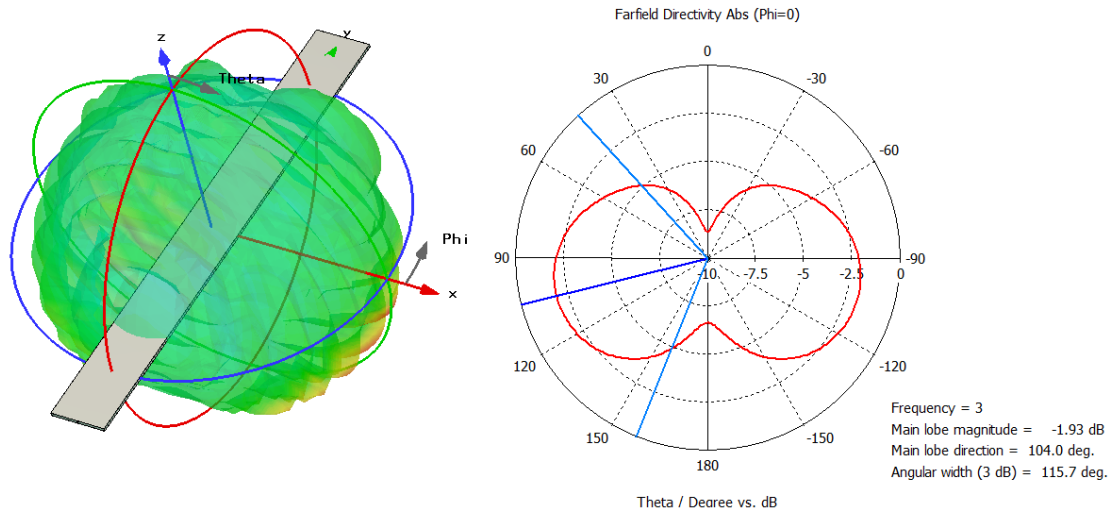 z
y
Theta
Phi
x
Farfield Directivity Abs (Phi=0)
0
30
-30
60
-60
90
-10
-7.5
-5
-2.5
0
-90
120
-120
150
-150
180
Frequency = 3
Main lobe magnitude = -1.93 dB
Main lobe direction = 104.0 deg.
Angular width (3 dB) = 115.7 deg.
Theta / Degree vs. dB